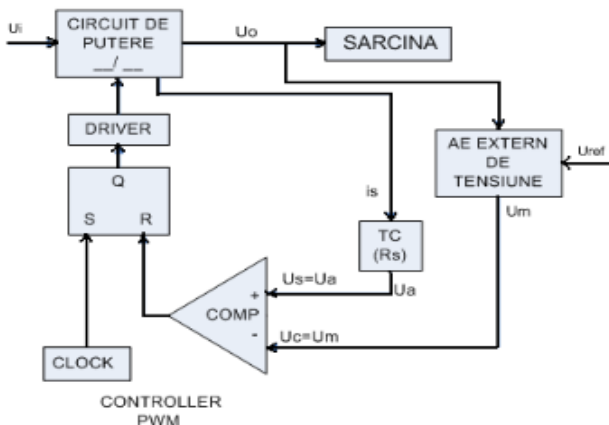 Ui
CIRCUIT DE
PUTERE
__/ __
Uo
SARCINA
DRIVER
AE EXTERN
DE
TENSIUNE
Uref
Q
S R
is
Um
TC
(Rs)
Us=Ua
Ua
+
COMP
-
Uc=Um
CLOCK
CONTROLLER
PWM